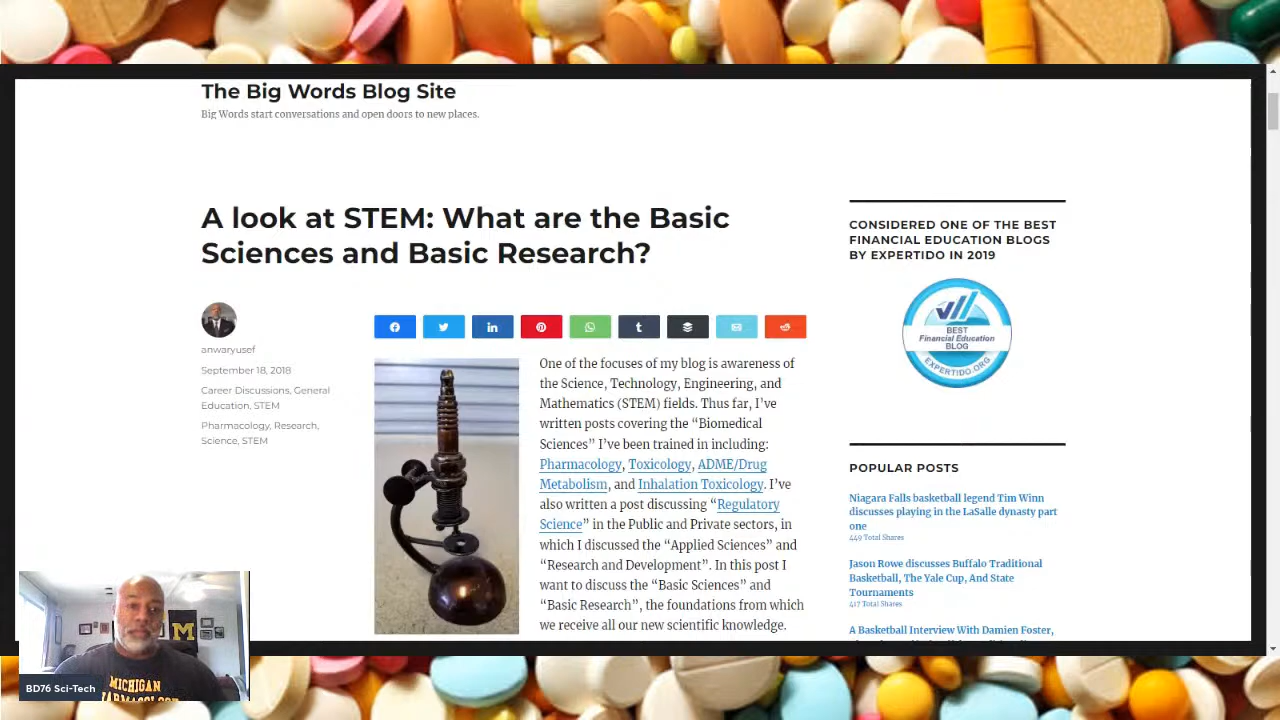 The Big Words Blog Site
Big Words start conversations and open doors to new places.
A look at STEM: What are the Basic
Sciences and Basic Research?
anwaryusef
September 18, 2018
Career Discussions, General
Education, STEM
Pharmacology, Research,
Science, STEM
One of the focuses of my blog is awareness of
the Science, Technology, Engineering, and
Mathematics (STEM) fields. Thus far, I've
written posts covering the “Biomedical
Sciences” I've been trained in including:
Pharmacology, Toxicology, ADME/Drug
Metabolism, and Inhalation Toxicology. I've
also written a post discussing “Regulatory
Science” in the Public and Private sectors, in
which I discussed the “Applied Sciences” and
“Research and Development”. In this post I
want to discuss the “Basic Sciences” and
“Basic Research”, the foundations from which
we receive all our new scientific knowledge.
CONSIDERED ONE OF THE BEST
FINANCIAL EDUCATION BLOGS
BY EXPERTIDO IN 2019
BEST
Financial Education
BLOG
EXPERTIDO.ORG
POPULAR POSTS
Niagara Falls basketball legend Tim Winn
discusses playing in the LaSalle dynasty part
one
449 Total Shares
Jason Rowe discusses Buffalo Traditional
Basketball, The Yale Cup, And State
Tournaments
417 Total Shares
A Basketball Interview With Damien Foster,
M
MICHIGAN
BD76 Sci-Tech